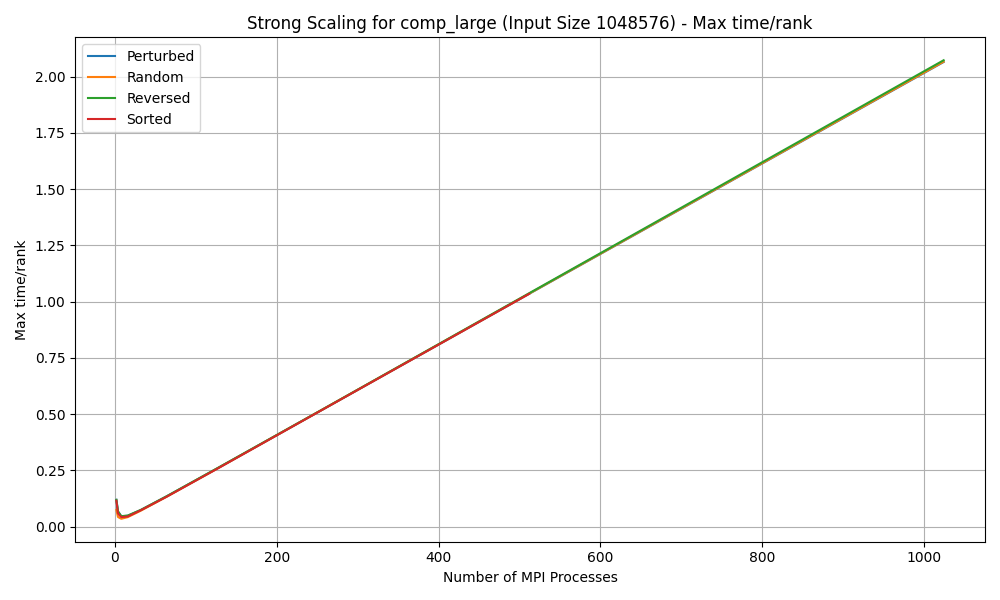 Strong Scaling for comp_large (Input Size 1048576) - Max time/rank
Perturbed
Random
Reversed
Sorted
Max time/rank
2.00
1.75
1.50
1.25
1.00
0.75
0.50
0.25
0.00
0 200 400 600 800 1000
Number of MPI Processes